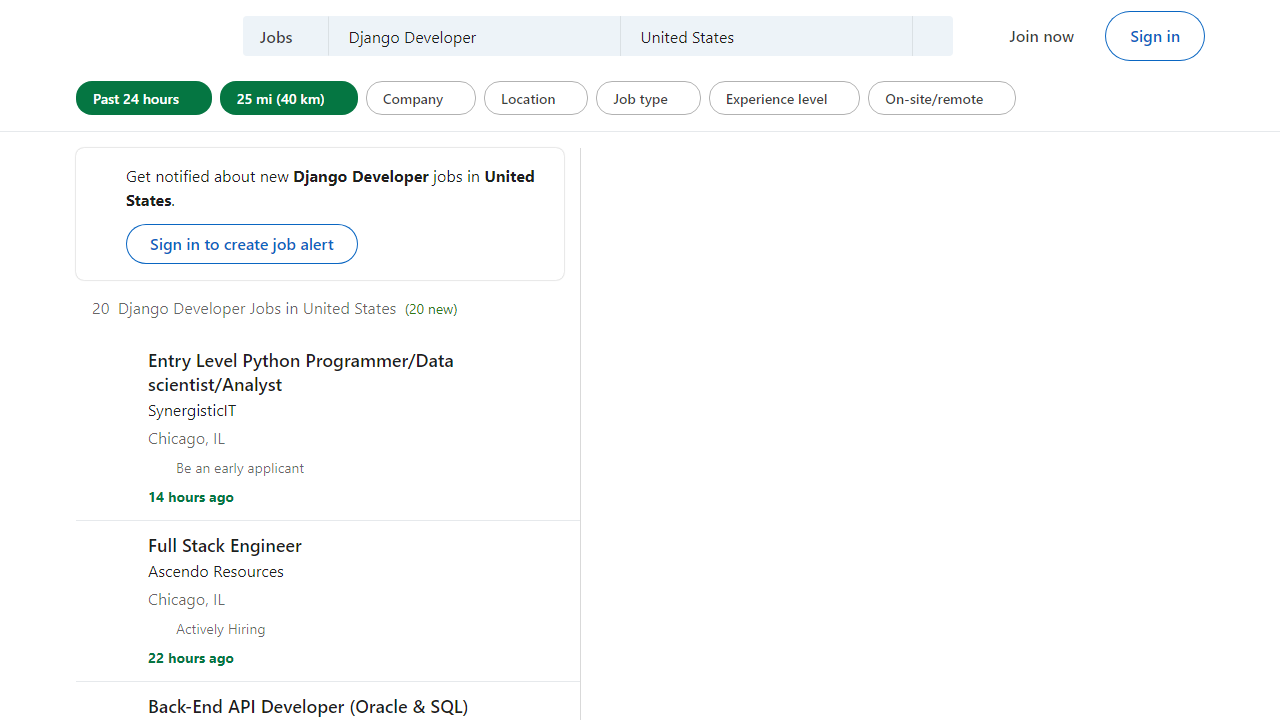 Jobs
Django Developer
United States
Join now
Sign in
Past 24 hours
25 mi (40 km)
Company
Location
Job type
Experience level
On-site/remote
Get notified about new Django Developer jobs in United
States.
Sign in to create job alert
20 Django Developer Jobs in United States (20 new)
Entry Level Python Programmer/Data
scientist/Analyst
SynergisticIT
Chicago, IL
Be an early applicant
14 hours ago
Full Stack Engineer
Ascendo Resources
Chicago, IL
Actively Hiring
22 hours ago
Back-End API Developer (Oracle & SQL)